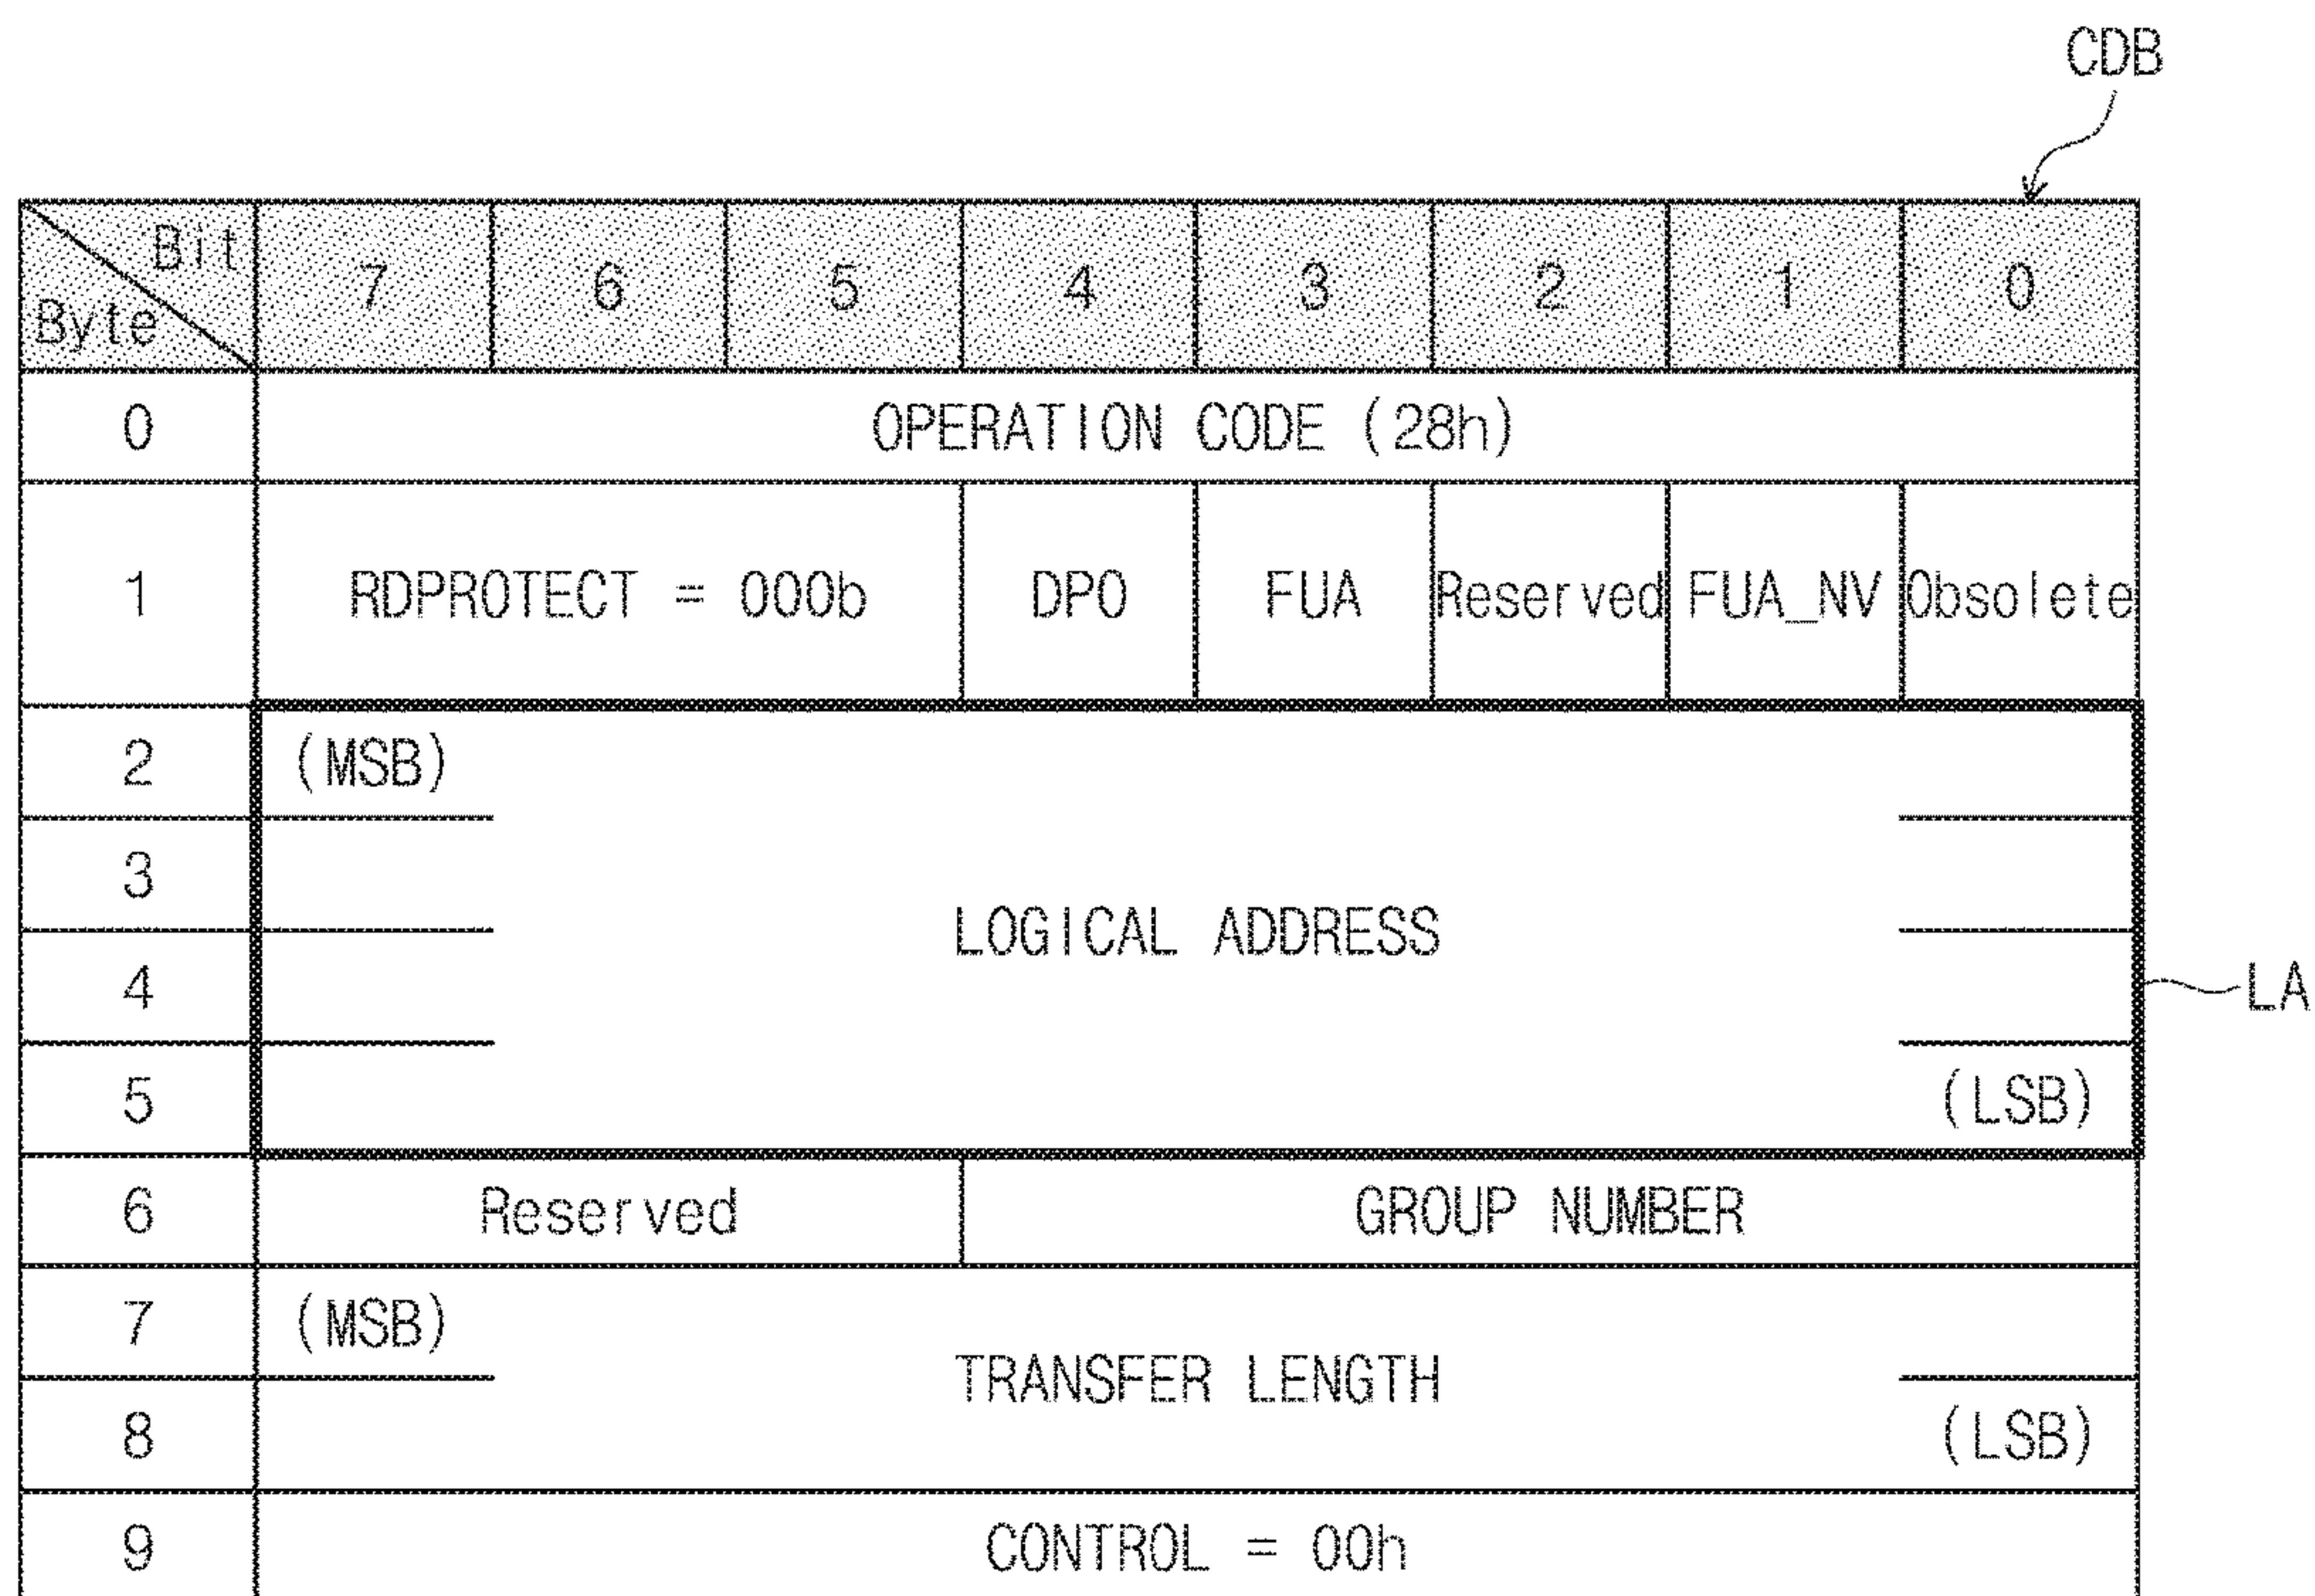 CDB
Bit
Byte
7 6 5 4 3 2 1 0
0 OPERATION CODE (28h)
1 RDPROTECT = 000b DPO FUA Reserved FUA_NV Obsolete
2 (MSB)
3
LOGICAL ADDRESS
4 LA
5 (LSB)
6 Reserved GROUP NUMBER
7 (MSB)
TRANSFER LENGTH
8 (LSB)
9 CONTROL = 00h